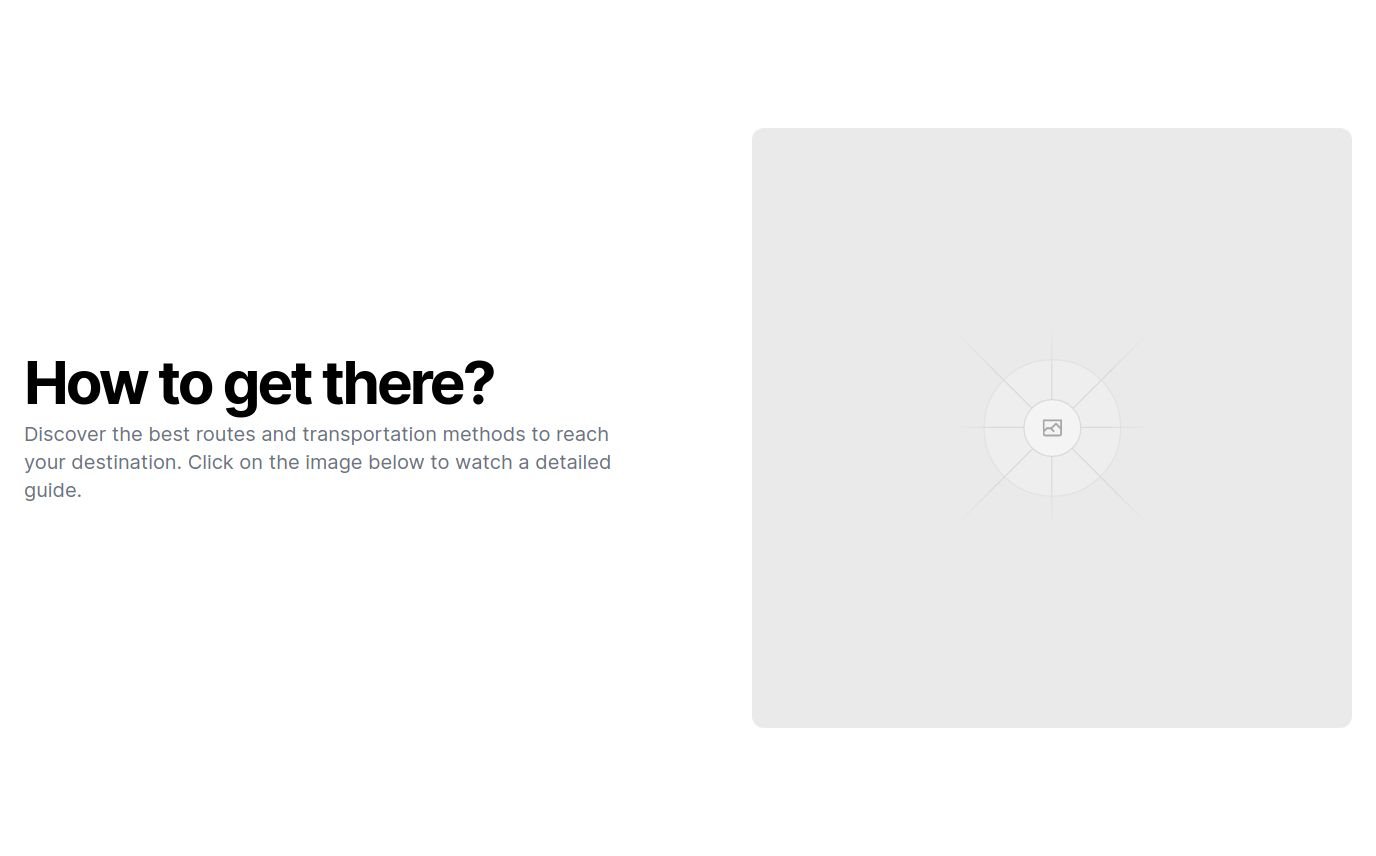 How to get there?
Discover the best routes and transportation methods to reach
your destination. Click on the image below to watch a detailed
guide.